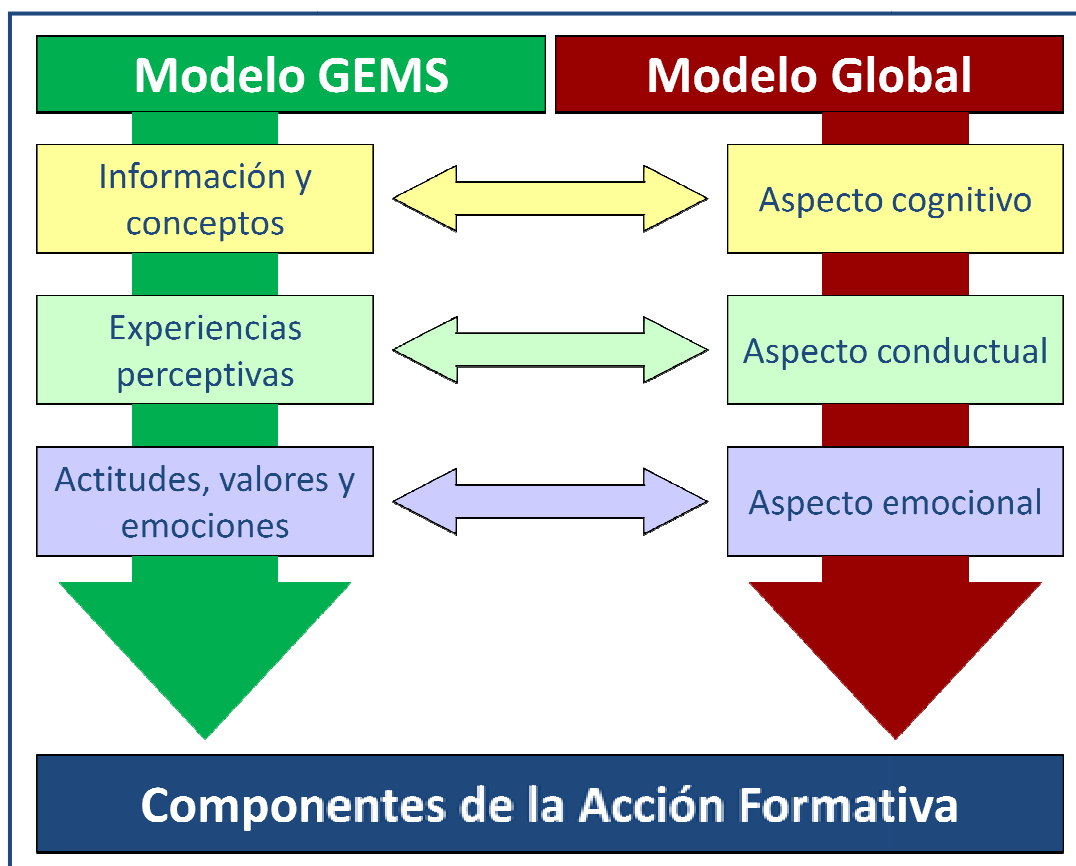 Modelo GEMS
Modelo Global
Información y
conceptos
Aspecto cognitivo
Experiencias
perceptivas
Aspecto conductual
Actitudes, valores y
emociones
Aspecto emocional
Componentes de la Acción Formativa